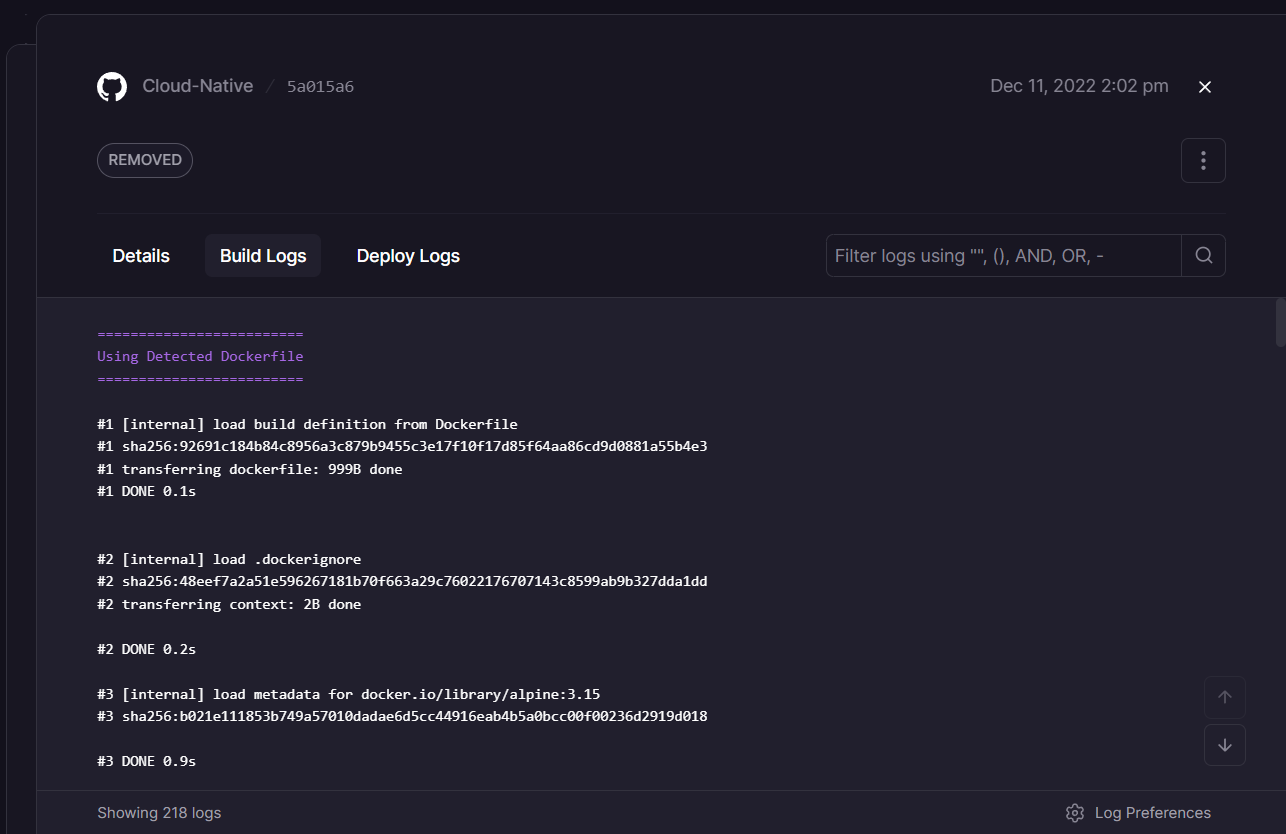 Cloud-Native / 5a015a6 Dec 11, 2022 2:02 pm
REMOVED
Details Build Logs Deploy Logs Filter logs using "", (), AND, OR, -
=========================
Using Detected Dockerfile
=========================
#1 [internal] load build definition from Dockerfile
#1 sha256:92691c184b84c8956a3c879b9455c3e17f10f17d85f64aa86cd9d0881a55b4e3
#1 transferring dockerfile: 999B done
#1 DONE 0.1s
#2 [internal] load .dockerignore
#2 sha256:48eef7a2a51e596267181b70f663a29c76022176707143c8599ab9b327dda1dd
#2 transferring context: 2B done
#2 DONE 0.2s
#3 [internal] load metadata for docker.io/library/alpine:3.15
#3 sha256:b021e111853b749a57010dadae6d5cc44916eab4b5a0bcc00f00236d2919d018
#3 DONE 0.9s
Showing 218 logs Log Preferences